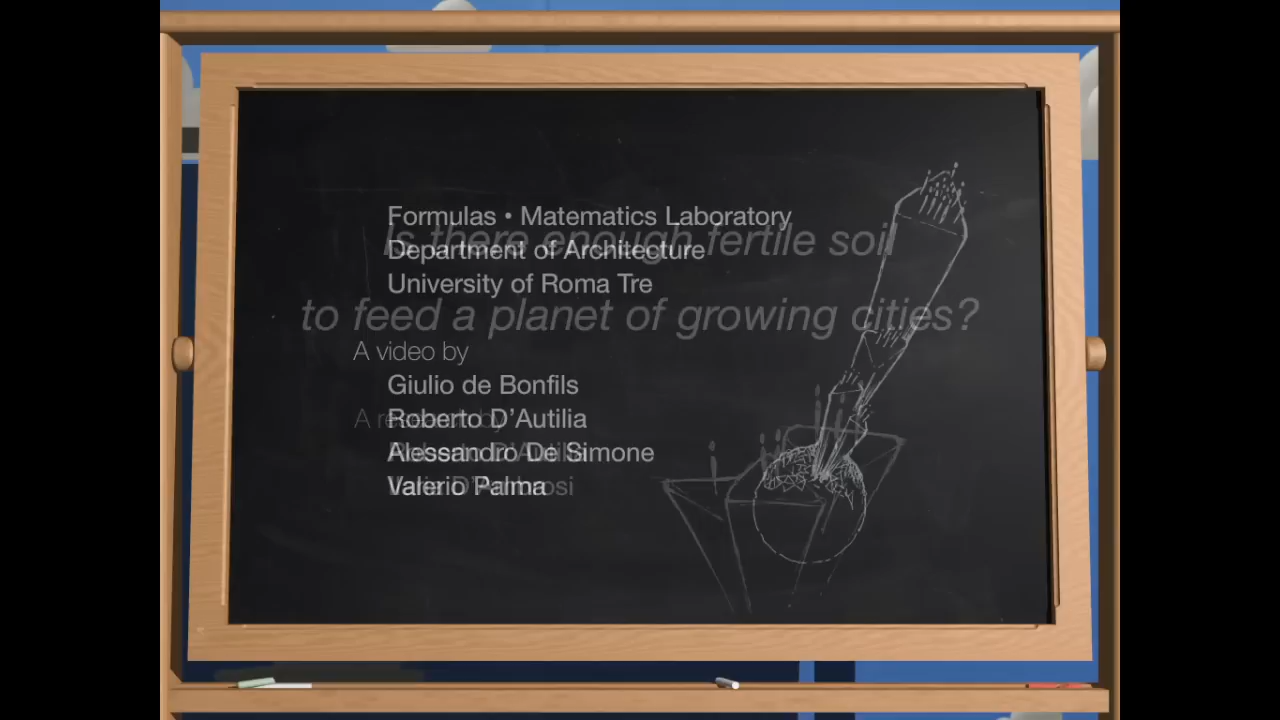 Formulas • Matematics Laboratory
Is there enough fertile soil
Department of Architecture
University of Roma Tre
to feed a planet of growing cities?
A video by
Giulio de Bonfils
Roberto D’Autilia
Alessandro De Simone
Valerio Palma